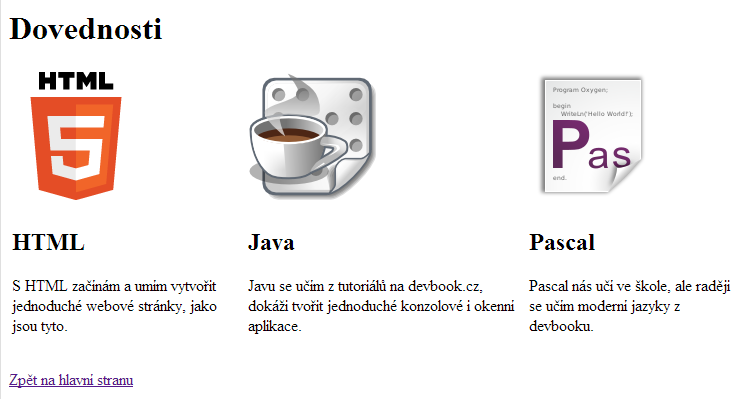 Dovednosti
HTML
5
Program Oxygen;
begin
WriteLn('Hello World!');
Pas
end.
HTML
S HTML začínám a umím vytvořit
jednoduché webové stránky, jako
jsou tyto.
Java
Javu se učím z tutoriálů na devbook.cz,
dokáži tvořit jednoduché konzolové i okenní
aplikace.
Pascal
Pascal nás učí ve škole, ale raději
se učím moderní jazyky z
devbooku.
Zpět na hlavní stranu